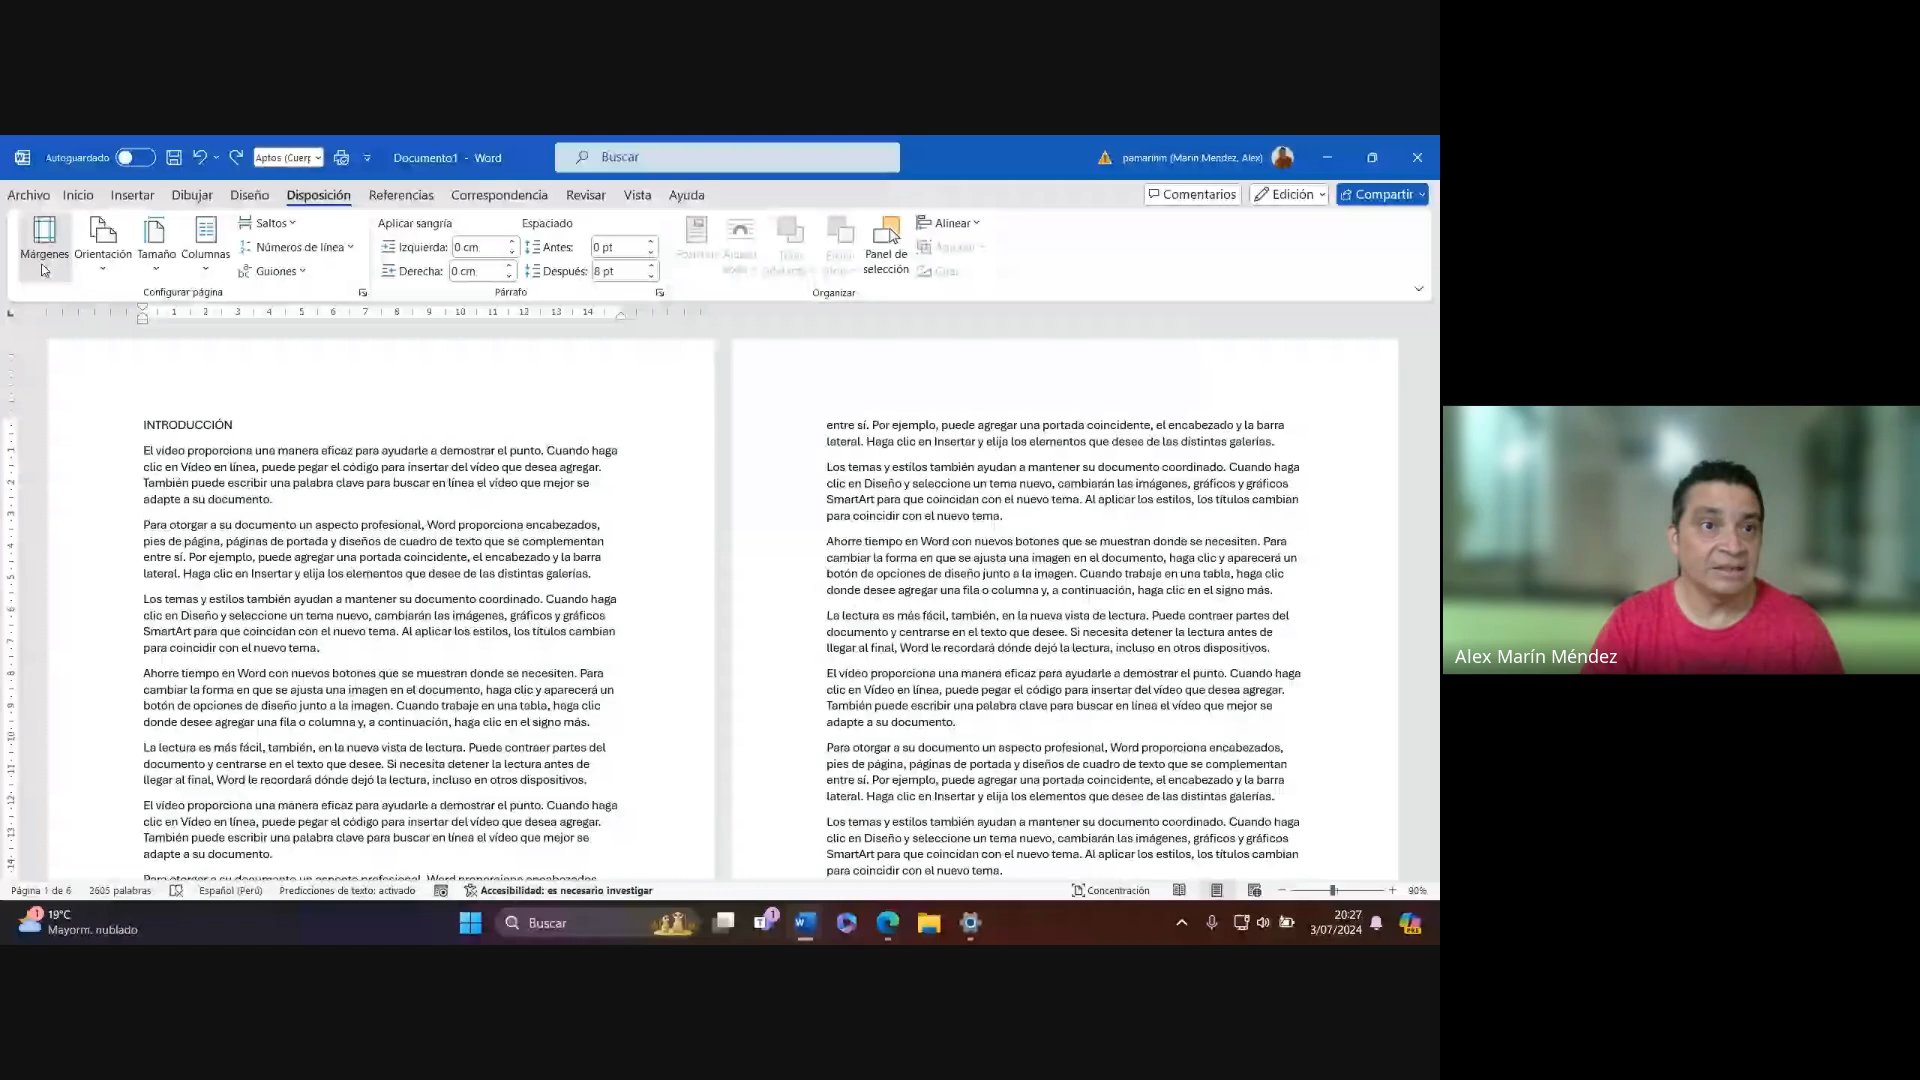 Autoguardado
Aptos (Cuerp
Documento1 - Word
Buscar
pamarinm (Marin Mendez, Alex)
Archivo Inicio Insertar Dibujar Diseño Disposición Referencias Correspondencia Revisar Vista Ayuda
Comentarios Edición Compartir
Márgenes Orientación Tamaño Columnas
Saltos
Números de línea
Guiones
Configurar página
Aplicar sangría
Izquierda: 0 cm
Derecha: 0 cm
Espaciado
Antes: 0 pt
Después: 8 pt
Párrafo
Panel de
selección
Alinear
Organizar
1 2 3 4 5 6 7 8 9 10 11 12 13 14
INTRODUCCIÓN
El vídeo proporciona una manera eficaz para ayudarle a demostrar el punto. Cuando haga
clic en Vídeo en línea, puede pegar el código para insertar del vídeo que desea agregar.
También puede escribir una palabra clave para buscar en línea el vídeo que mejor se
adapte a su documento.
Para otorgar a su documento un aspecto profesional, Word proporciona encabezados,
pies de página, páginas de portada y diseños de cuadro de texto que se complementan
entre sí. Por ejemplo, puede agregar una portada coincidente, el encabezado y la barra
lateral. Haga clic en Insertar y elija los elementos que desee de las distintas galerías.
Los temas y estilos también ayudan a mantener su documento coordinado. Cuando haga
clic en Diseño y seleccione un tema nuevo, cambiarán las imágenes, gráficos y gráficos
SmartArt para que coincidan con el nuevo tema. Al aplicar los estilos, los títulos cambian
para coincidir con el nuevo tema.
Ahorre tiempo en Word con nuevos botones que se muestran donde se necesiten. Para
cambiar la forma en que se ajusta una imagen en el documento, haga clic y aparecerá un
botón de opciones de diseño junto a la imagen. Cuando trabaje en una tabla, haga clic
donde desee agregar una fila o columna y, a continuación, haga clic en el signo más.
La lectura es más fácil, también, en la nueva vista de lectura. Puede contraer partes del
documento y centrarse en el texto que desee. Si necesita detener la lectura antes de
llegar al final, Word le recordará dónde dejó la lectura, incluso en otros dispositivos.
El vídeo proporciona una manera eficaz para ayudarle a demostrar el punto. Cuando haga
clic en Vídeo en línea, puede pegar el código para insertar del vídeo que desea agregar.
También puede escribir una palabra clave para buscar en línea el vídeo que mejor se
adapte a su documento.
Para otorgar a su documento un aspecto profesional, Word proporciona encabezados,
entre sí. Por ejemplo, puede agregar una portada coincidente, el encabezado y la barra
lateral. Haga clic en Insertar y elija los elementos que desee de las distintas galerías.
Los temas y estilos también ayudan a mantener su documento coordinado. Cuando haga
clic en Diseño y seleccione un tema nuevo, cambiarán las imágenes, gráficos y gráficos
SmartArt para que coincidan con el nuevo tema. Al aplicar los estilos, los títulos cambian
para coincidir con el nuevo tema.
Ahorre tiempo en Word con nuevos botones que se muestran donde se necesiten. Para
cambiar la forma en que se ajusta una imagen en el documento, haga clic y aparecerá un
botón de opciones de diseño junto a la imagen. Cuando trabaje en una tabla, haga clic
donde desee agregar una fila o columna y, a continuación, haga clic en el signo más.
La lectura es más fácil, también, en la nueva vista de lectura. Puede contraer partes del
documento y centrarse en el texto que desee. Si necesita detener la lectura antes de
llegar al final, Word le recordará dónde dejó la lectura, incluso en otros dispositivos.
El vídeo proporciona una manera eficaz para ayudarle a demostrar el punto. Cuando haga
clic en Vídeo en línea, puede pegar el código para insertar del vídeo que desea agregar.
También puede escribir una palabra clave para buscar en línea el vídeo que mejor se
adapte a su documento.
Para otorgar a su documento un aspecto profesional, Word proporciona encabezados,
pies de página, páginas de portada y diseños de cuadro de texto que se complementan
entre sí. Por ejemplo, puede agregar una portada coincidente, el encabezado y la barra
lateral. Haga clic en Insertar y elija los elementos que desee de las distintas galerías.
Los temas y estilos también ayudan a mantener su documento coordinado. Cuando haga
clic en Diseño y seleccione un tema nuevo, cambiarán las imágenes, gráficos y gráficos
SmartArt para que coincidan con el nuevo tema. Al aplicar los estilos, los títulos cambian
para coincidir con el nuevo tema.
Página 1 de 6 2605 palabras Español (Perú) Predicciones de texto: activado Accesibilidad: es necesario investigar
Concentración 90%
19°C
Mayorm. nublado
Buscar
20:27
3/07/2024
Alex Marín Méndez